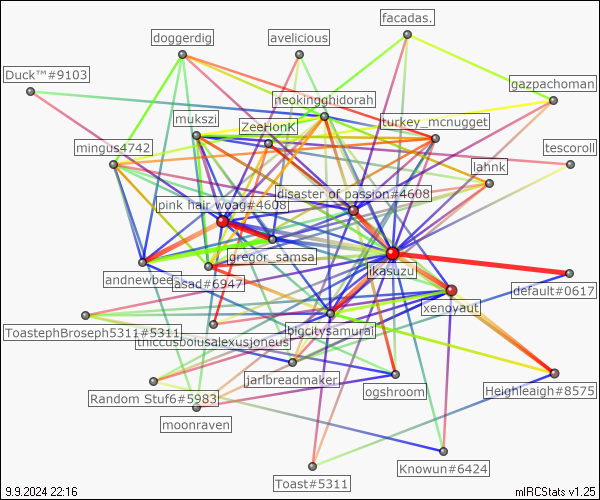 facadas.
doggerdig
avelicious
Duck™#9103
gazpachoman
neokingghidorah
mukszi
ZeeHonK
turkey_mcnugget
mingus4742
tescoroll
lahnk
disaster of passion#4608
pink hair woag#4608
gregor_samsa
ikasuzu
andnewbee
asad#6947
default#0617
xenoyaut
ToastephBroseph5311#5311
bigcitysamurai
thiccusbolusalexusjoneus
jarlbreadmaker
ogshroom
Heighleagh#8575
Random Stuf6#5983
moonraven
Knowun#6424
Toast#5311
9.9.2024 22:16
mIRCStats v1.25